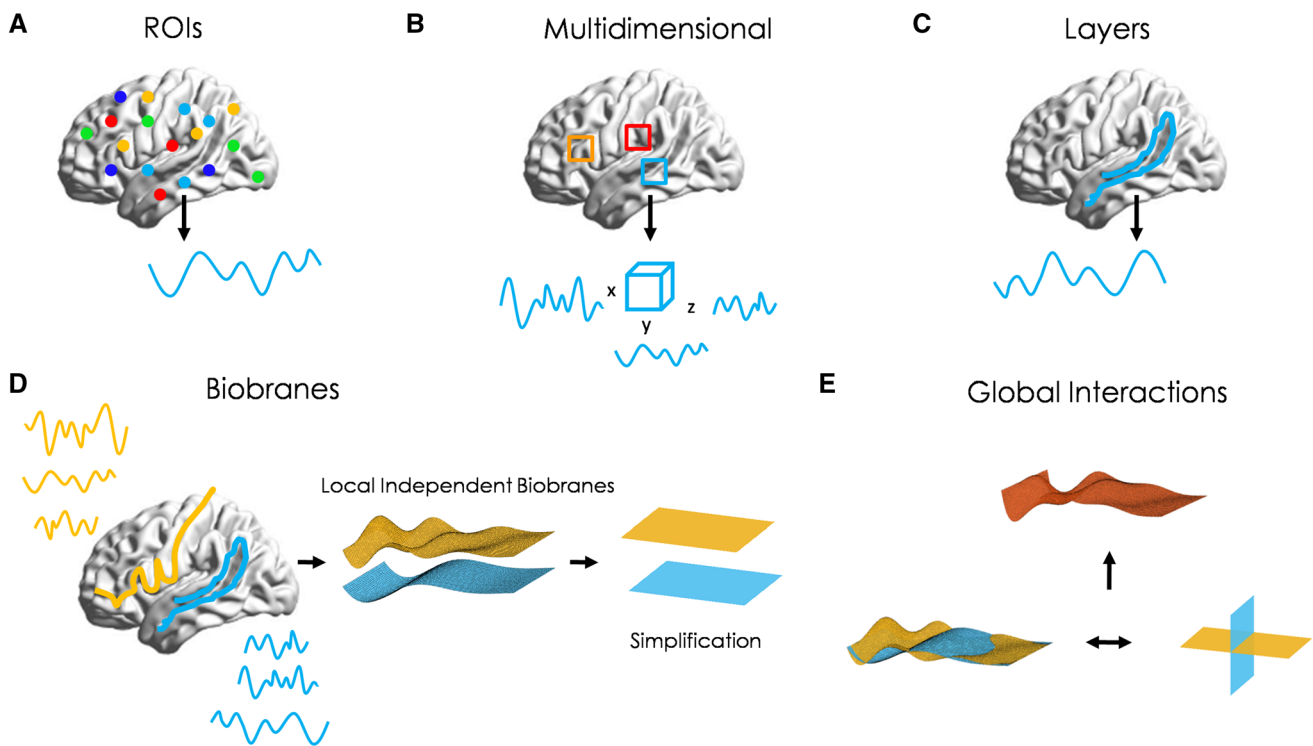 A
ROIs
B
Multidimensional
C
Layers
x
y
z
D
Biobranes
Local Independent Biobranes
Simplification
E
Global Interactions